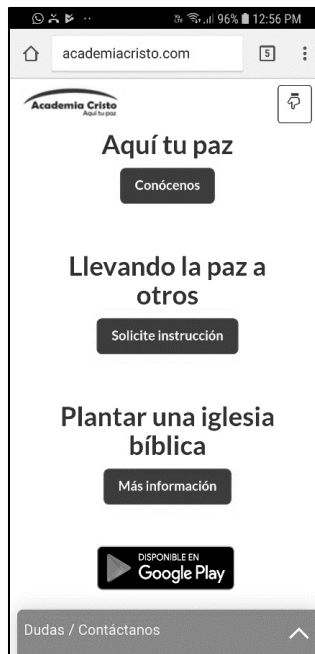 96% 12:56 PM
academiacristo.com
5
Academia Cristo
Aquí tu paz
Aquí tu paz
Conócenos
Llevando la paz a
otros
Solicite instrucción
Plantar una iglesia
bíblica
Más información
DISPONIBLE EN
Google Play
Dudas / Contáctanos